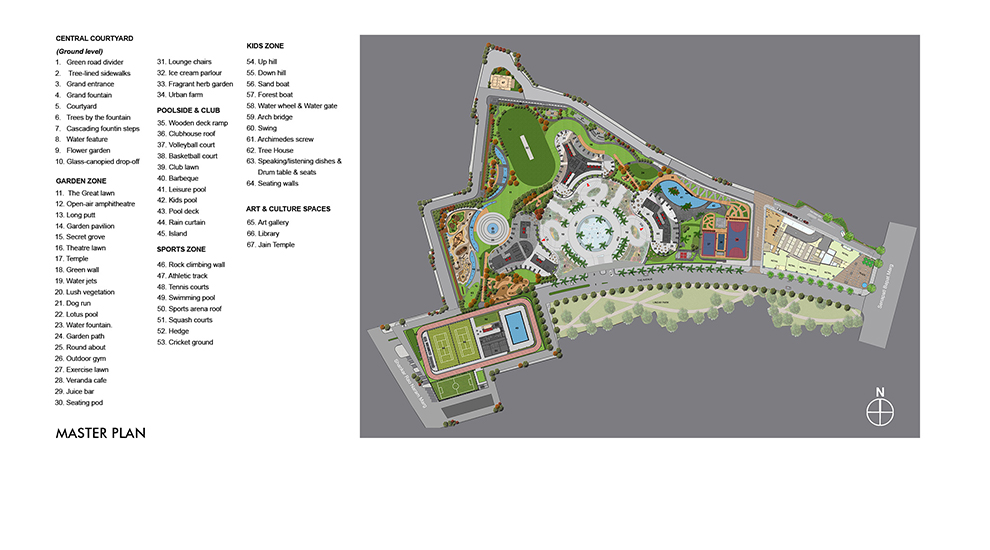 CENTRAL COURTYARD
(Ground level)
1. Green road divider
2. Tree-lined sidewalks
3. Grand entrance
4. Grand fountain
5. Courtyard
6. Trees by the fountain
7. Cascading fountin steps
8. Water feature
9. Flower garden
10. Glass-canopied drop-off
GARDEN ZONE
11. The Great lawn
12. Open-air amphitheatre
13. Long putt
14. Garden pavilion
15. Secret grove
16. Theatre lawn
17. Temple
18. Green wall
19. Water jets
20. Lush vegetation
21. Dog run
22. Lotus pool
23. Water fountain.
24. Garden path
25. Round about
26. Outdoor gym
27. Exercise lawn
28. Veranda cafe
29. Juice bar
30. Seating pod
31. Lounge chairs
32. Ice cream parlour
33. Fragrant herb garden
34. Urban farm
POOLSIDE & CLUB
35. Wooden deck ramp
36. Clubhouse roof
37. Volleyball court
38. Basketball court
39. Club lawn
40. Barbeque
41. Leisure pool
42. Kids pool
43. Pool deck
44. Rain curtain
45. Island
SPORTS ZONE
46. Rock climbing wall
47. Athletic track
48. Tennis courts
49. Swimming pool
50. Sports arena roof
51. Squash courts
52. Hedge
53. Cricket ground
KIDS ZONE
54. Up hill
55. Down hill
56. Sand boat
57. Forest boat
58. Water wheel & Water gate
59. Arch bridge
60. Swing
61. Archimedes screw
62. Tree House
63. Speaking/listening dishes &
Drum table & seats
64. Seating walls
ART & CULTURE SPACES
65. Art gallery
66. Library
67. Jain Temple
MASTER PLAN
Senapati Bapat Marg
N